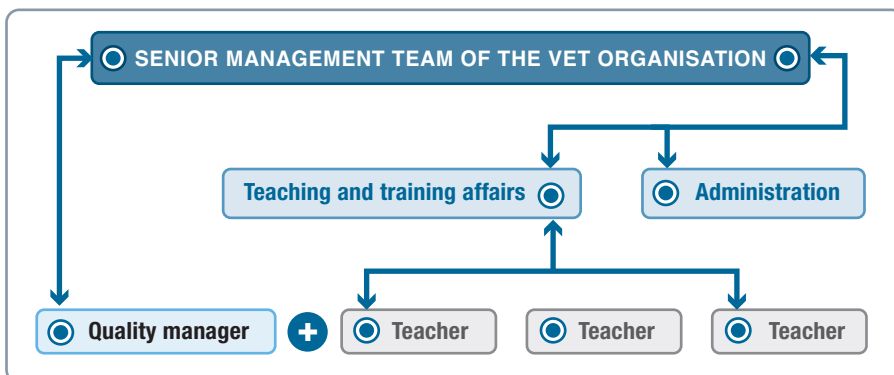 SENIOR MANAGEMENT TEAM OF THE VET ORGANISATION
Teaching and training affairs
Administration
Quality manager
+
Teacher
Teacher
Teacher